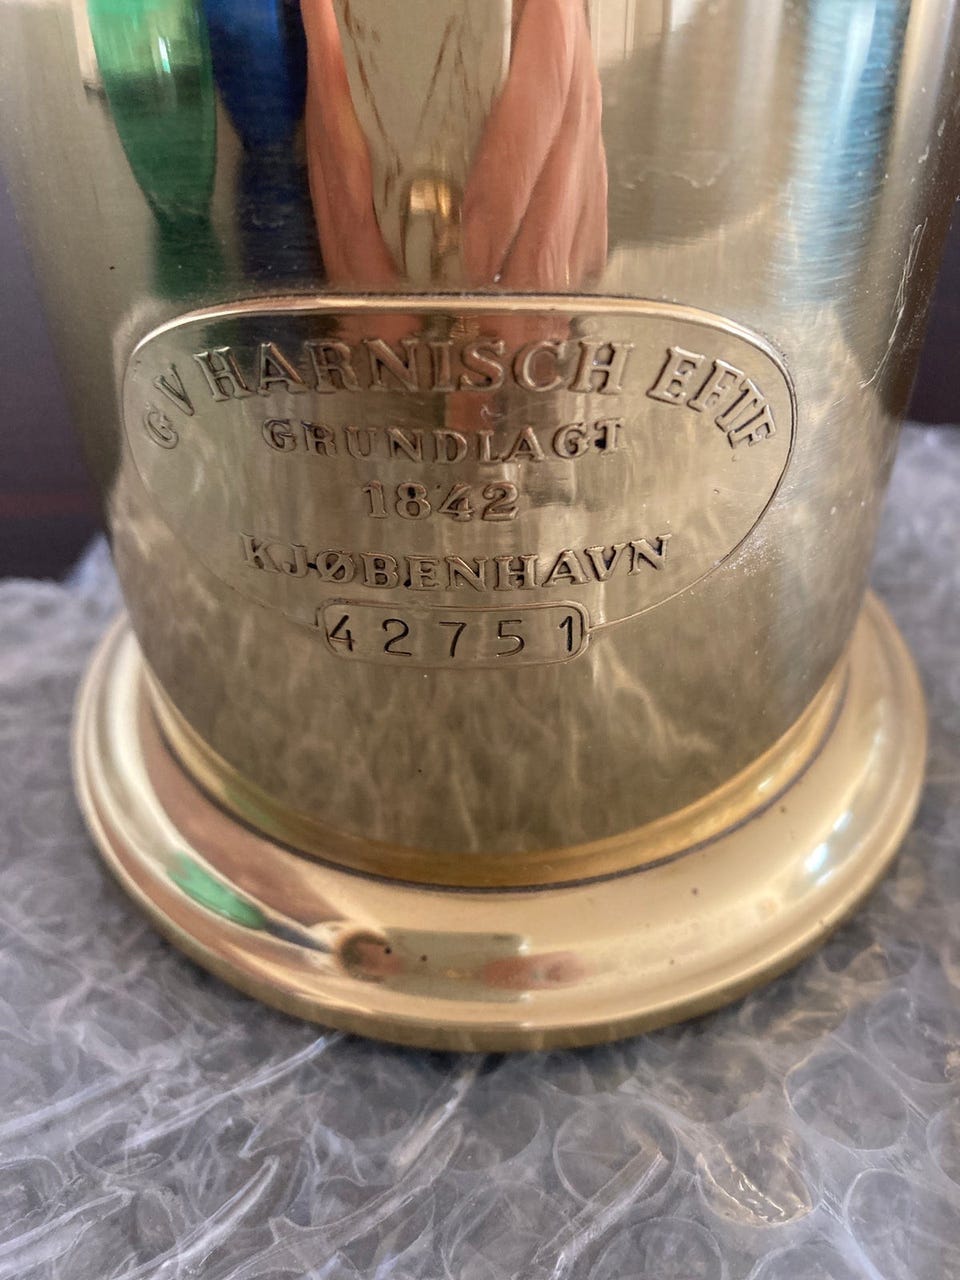 G V HARNISCH EFTF
GRUNDLAGT
1842
KJØBENHAVN
42751